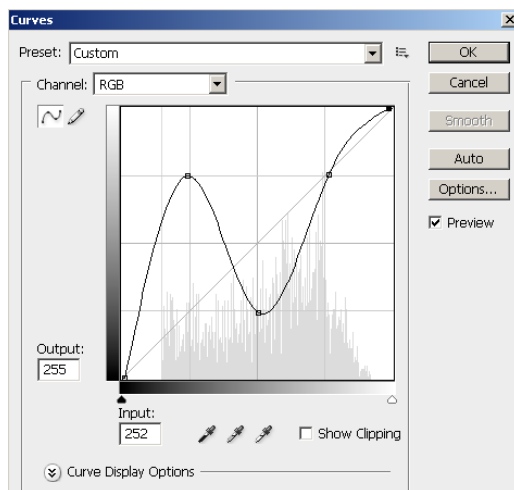 Curves
Preset: Custom
OK
Channel: RGB
Cancel
Smooth
Auto
Options...
Preview
Output:
255
Input:
252
Show Clipping
Curve Display Options